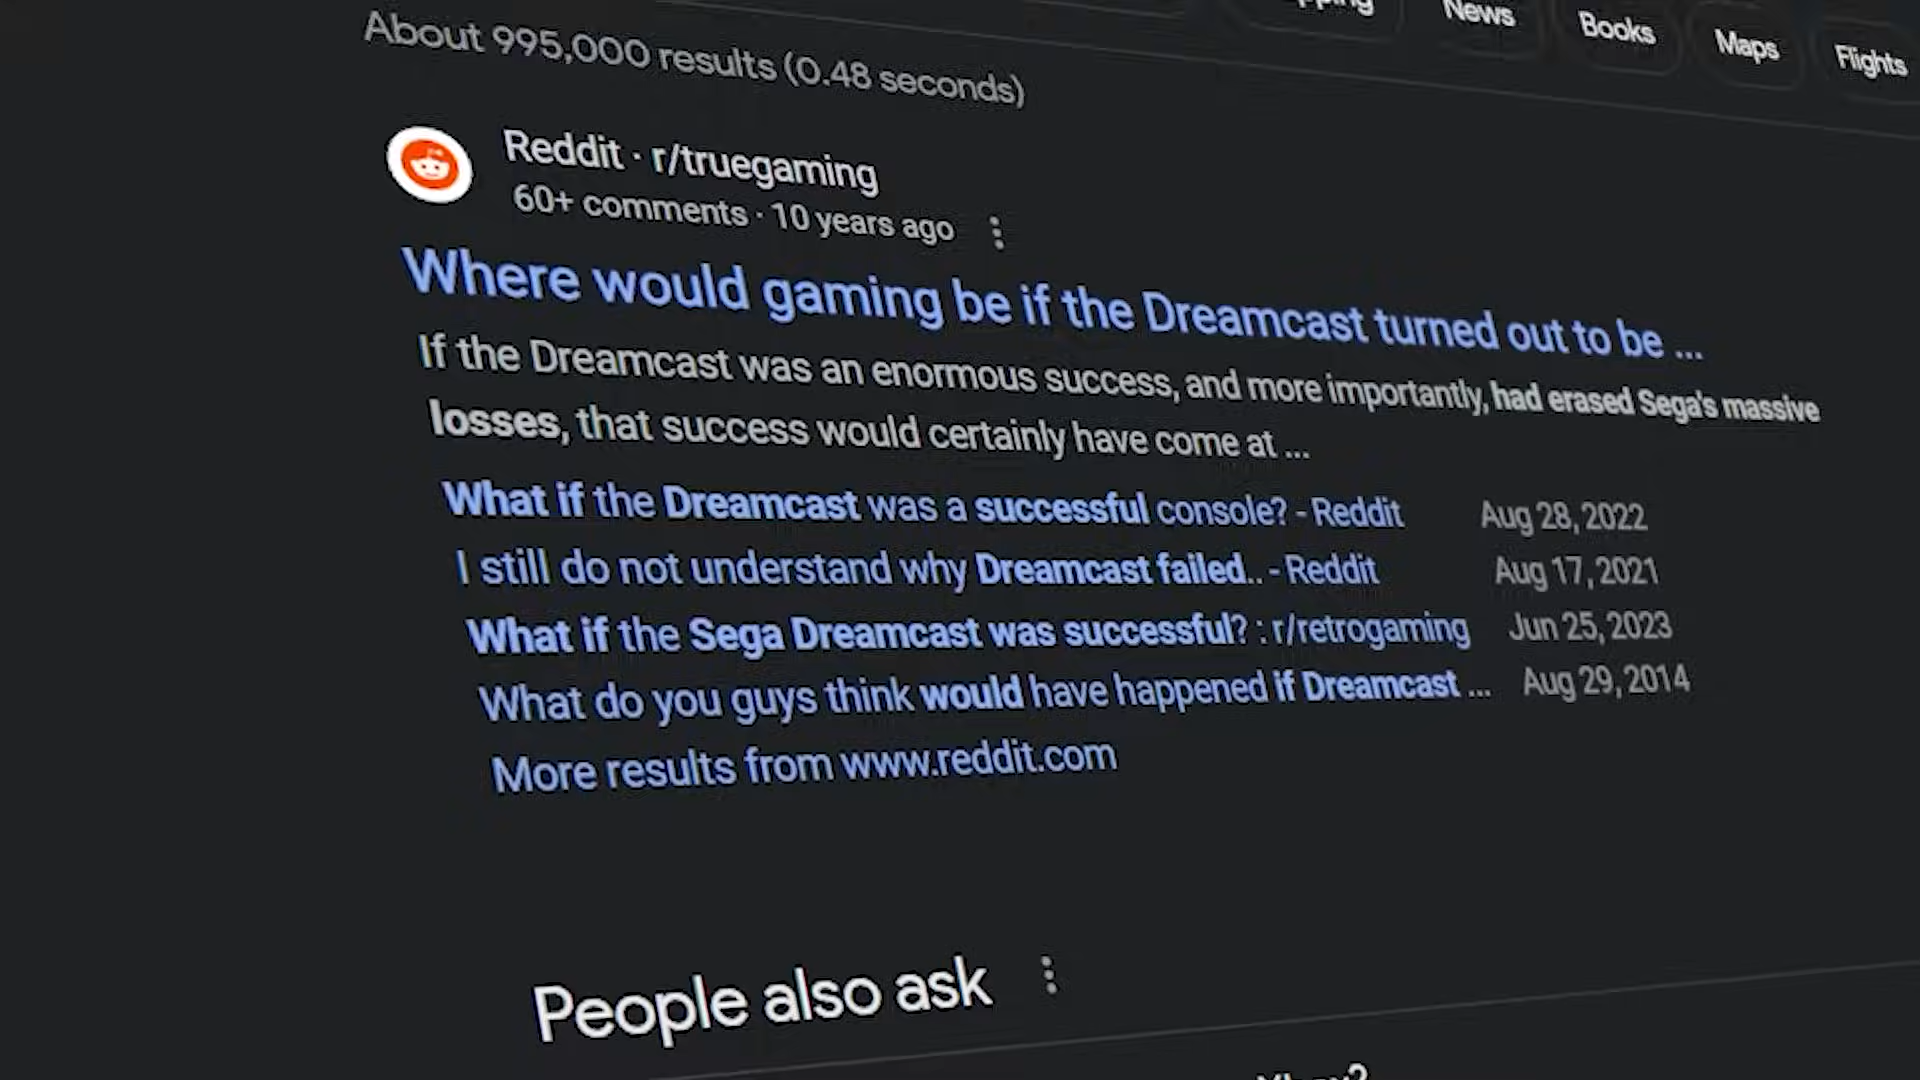 News Books Maps Flights
About 995,000 results (0.48 seconds)
Reddit · r/truegaming
60+ comments · 10 years ago
Where would gaming be if the Dreamcast turned out to be ...
If the Dreamcast was an enormous success, and more importantly, had erased Sega's massive
losses, that success would certainly have come at ...
What if the Dreamcast was a successful console? - Reddit Aug 28, 2022
I still do not understand why Dreamcast failed.. - Reddit Aug 17, 2021
What if the Sega Dreamcast was successful? : r/retrogaming Jun 25, 2023
What do you guys think would have happened if Dreamcast ... Aug 29, 2014
More results from www.reddit.com
People also ask